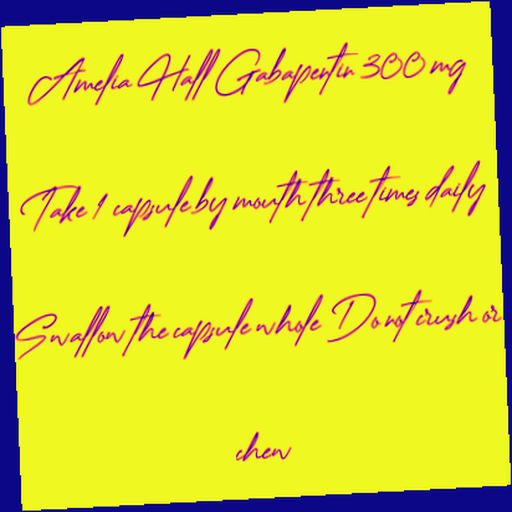 Amelia Hall Gabapentin 300 mg
Take 1 capsule by mouth three times daily
Swallow the capsule whole Do not crush or
chew